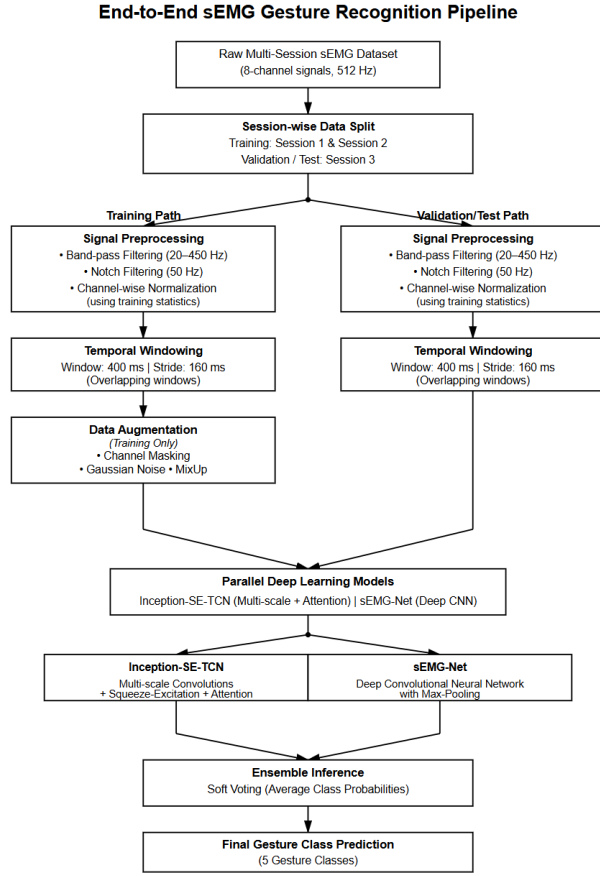 End-to-End sEMG Gesture Recognition Pipeline
Raw Multi-Session sEMG Dataset
(8-channel signals, 512 Hz)
Session-wise Data Split
Training: Session 1 & Session 2
Validation / Test: Session 3
Training Path
Signal Preprocessing
• Band-pass Filtering (20–450 Hz)
• Notch Filtering (50 Hz)
• Channel-wise Normalization
(using training statistics)
Temporal Windowing
Window: 400 ms | Stride: 160 ms
(Overlapping windows)
Data Augmentation
(Training Only)
• Channel Masking
• Gaussian Noise • MixUp
Validation/Test Path
Signal Preprocessing
• Band-pass Filtering (20–450 Hz)
• Notch Filtering (50 Hz)
• Channel-wise Normalization
(using training statistics)
Temporal Windowing
Window: 400 ms | Stride: 160 ms
(Overlapping windows)
Parallel Deep Learning Models
Inception-SE-TCN (Multi-scale + Attention) | sEMG-Net (Deep CNN)
Inception-SE-TCN
Multi-scale Convolutions
+ Squeeze-Excitation + Attention
sEMG-Net
Deep Convolutional Neural Network
with Max-Pooling
Ensemble Inference
Soft Voting (Average Class Probabilities)
Final Gesture Class Prediction
(5 Gesture Classes)